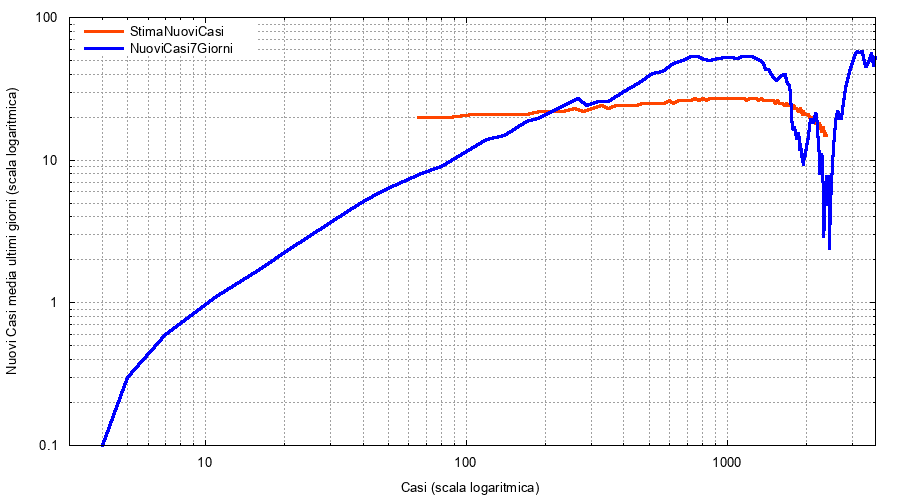 100
StimaNuoviCasi
NuoviCasi7Giorni
10
1
0.1
Nuovi Casi media ultimi giorni (scala logaritmica)
10 100 1000
Casi (scala logaritmica)